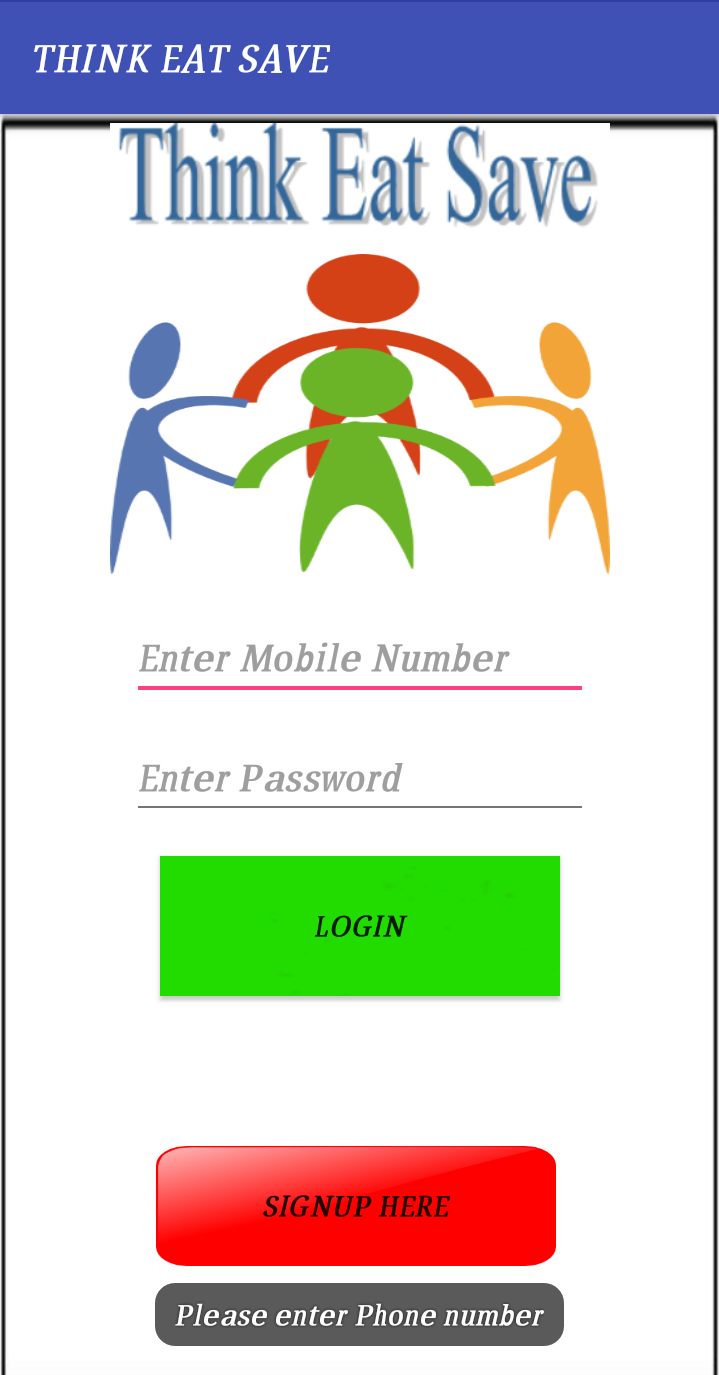 THINK EAT SAVE
Think Eat Save
Enter Mobile Number
Enter Password
LOGIN
SIGNUP HERE
Please enter Phone number